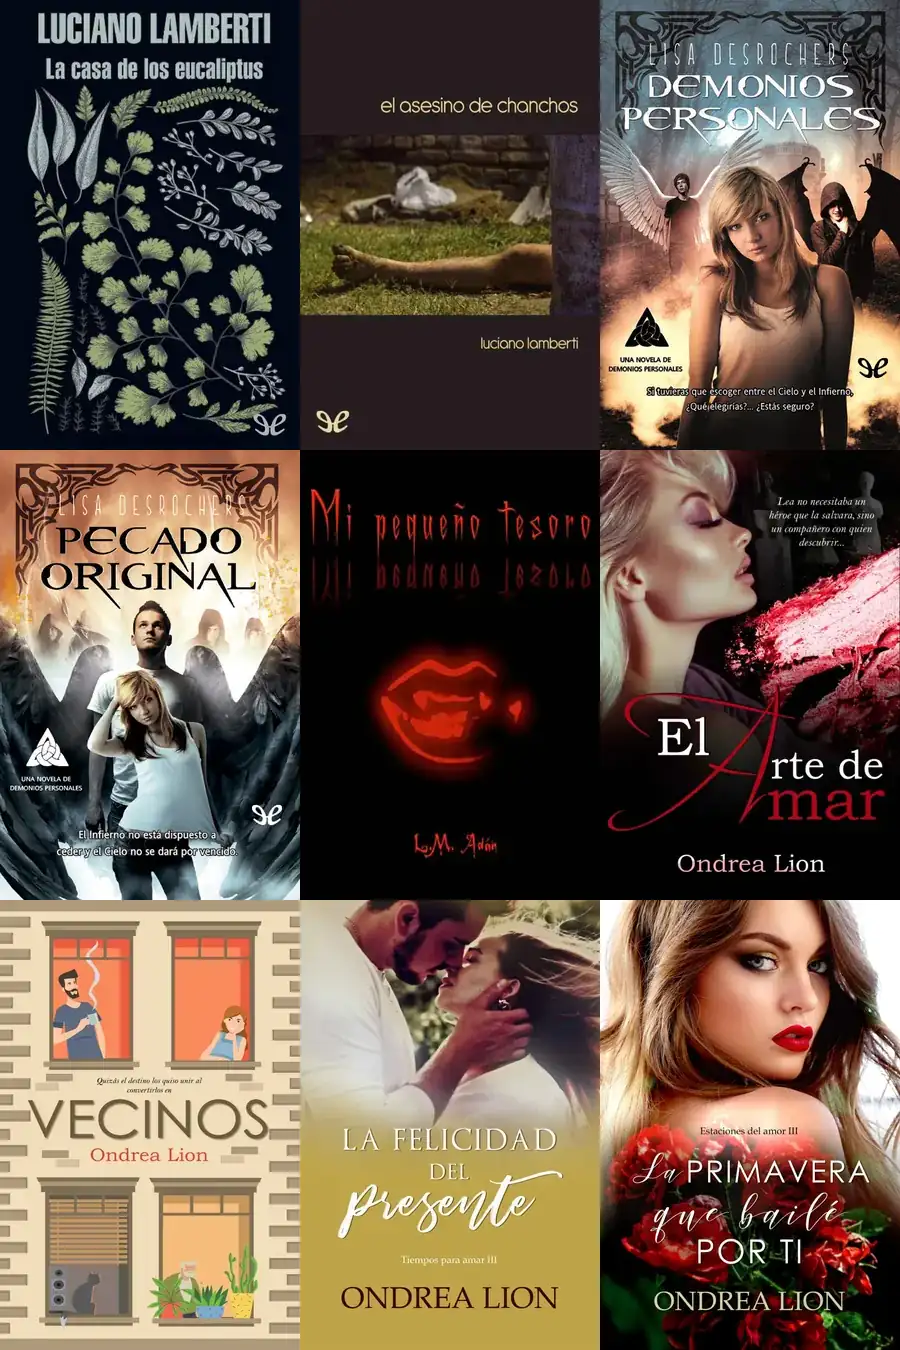 LUCIANO LAMBERTI
La casa de los eucaliptus
el asesino de chanchos
luciano lamberti
LISA DESROCHERS
DEMONIOS
PERSONALES
UNA NOVELA DE
DEMONIOS PERSONALES
Si tuvieras que escoger entre el Cielo y el Infierno,
¿Qué elegirías?... ¿Estás seguro?
LISA DESROCHERS
PECADO
ORIGINAL
UNA NOVELA DE
DEMONIOS PERSONALES
El Infierno no está dispuesto a
ceder y el Cielo no se dará por vencido.
Mi pequeño tesoro
L.M. Adán
Lea no necesitaba un
héroe que la salvara, sino
un compañero con quien
descubrir...
El Arte de
Amar
Ondrea Lion
Quizás el destino los quiso unir al
convertirlos en
VECINOS
Ondrea Lion
LA FELICIDAD
DEL
presente
Tiempos para amar III
ONDREA LION
Estaciones del amor III
La PRIMAVERA
que bailé
POR TI
ONDREA LION